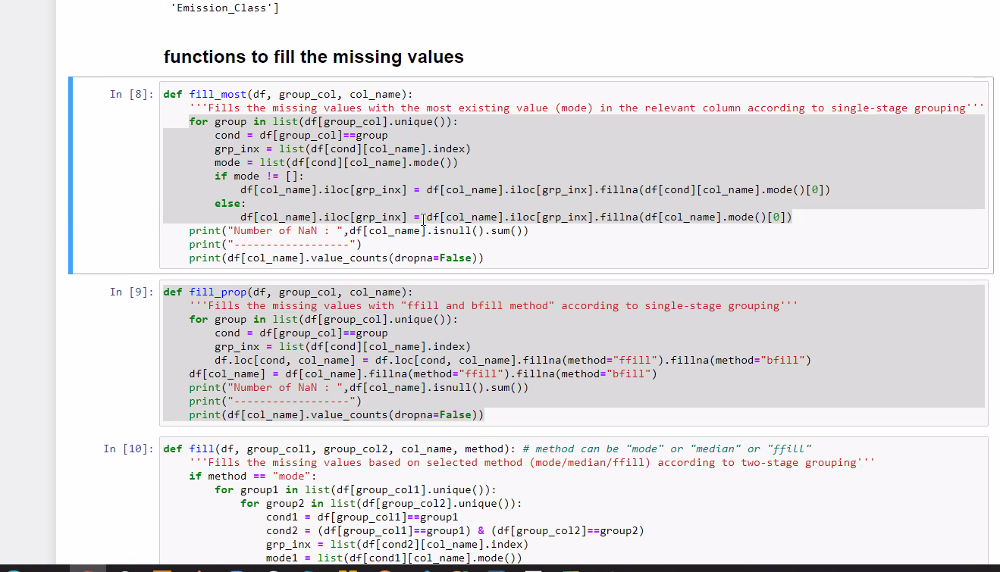 'Emission_Class']
functions to fill the missing values
In [8]: def fill_most(df, group_col, col_name):
'''Fills the missing values with the most existing value (mode) in the relevant column according to single-stage grouping'''
for group in list(df[group_col].unique()):
cond = df[group_col]==group
grp_inx = list(df[cond][col_name].index)
mode = list(df[cond][col_name].mode())
if mode != []:
df[col_name].iloc[grp_inx] = df[col_name].iloc[grp_inx].fillna(df[cond][col_name].mode()[0])
else:
df[col_name].iloc[grp_inx] = df[col_name].iloc[grp_inx].fillna(df[col_name].mode()[0])
print("Number of NaN : ",df[col_name].isnull().sum())
print("------------------")
print(df[col_name].value_counts(dropna=False))
In [9]: def fill_prop(df, group_col, col_name):
'''Fills the missing values with "ffill and bfill method" according to single-stage grouping'''
for group in list(df[group_col].unique()):
cond = df[group_col]==group
grp_inx = list(df[cond][col_name].index)
df.loc[cond, col_name] = df.loc[cond, col_name].fillna(method="ffill").fillna(method="bfill")
df[col_name] = df[col_name].fillna(method="ffill").fillna(method="bfill")
print("Number of NaN : ",df[col_name].isnull().sum())
print("------------------")
print(df[col_name].value_counts(dropna=False))
In [10]: def fill(df, group_col1, group_col2, col_name, method): # method can be "mode" or "median" or "ffill"
'''Fills the missing values based on selected method (mode/median/ffill) according to two-stage grouping'''
if method == "mode":
for group1 in list(df[group_col1].unique()):
for group2 in list(df[group_col2].unique()):
cond1 = df[group_col1]==group1
cond2 = (df[group_col1]==group1) & (df[group_col2]==group2)
grp_inx = list(df[cond2][col_name].index)
mode1 = list(df[cond1][col_name].mode())